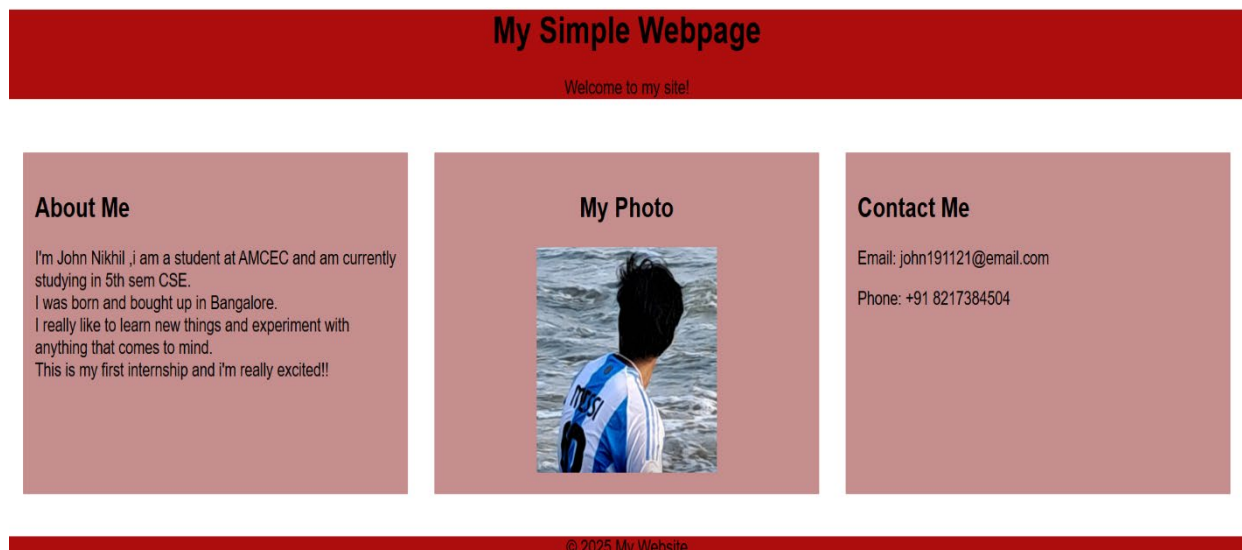 My Simple Webpage
Welcome to my site!
About Me
I'm John Nikhil ,i am a student at AMCEC and am currently
studying in 5th sem CSE.
I was born and bought up in Bangalore.
I really like to learn new things and experiment with
anything that comes to mind.
This is my first internship and i'm really excited!!
My Photo
MESSI
10
Contact Me
Email: john191121@email.com
Phone: +91 8217384504
© 2025 My Website